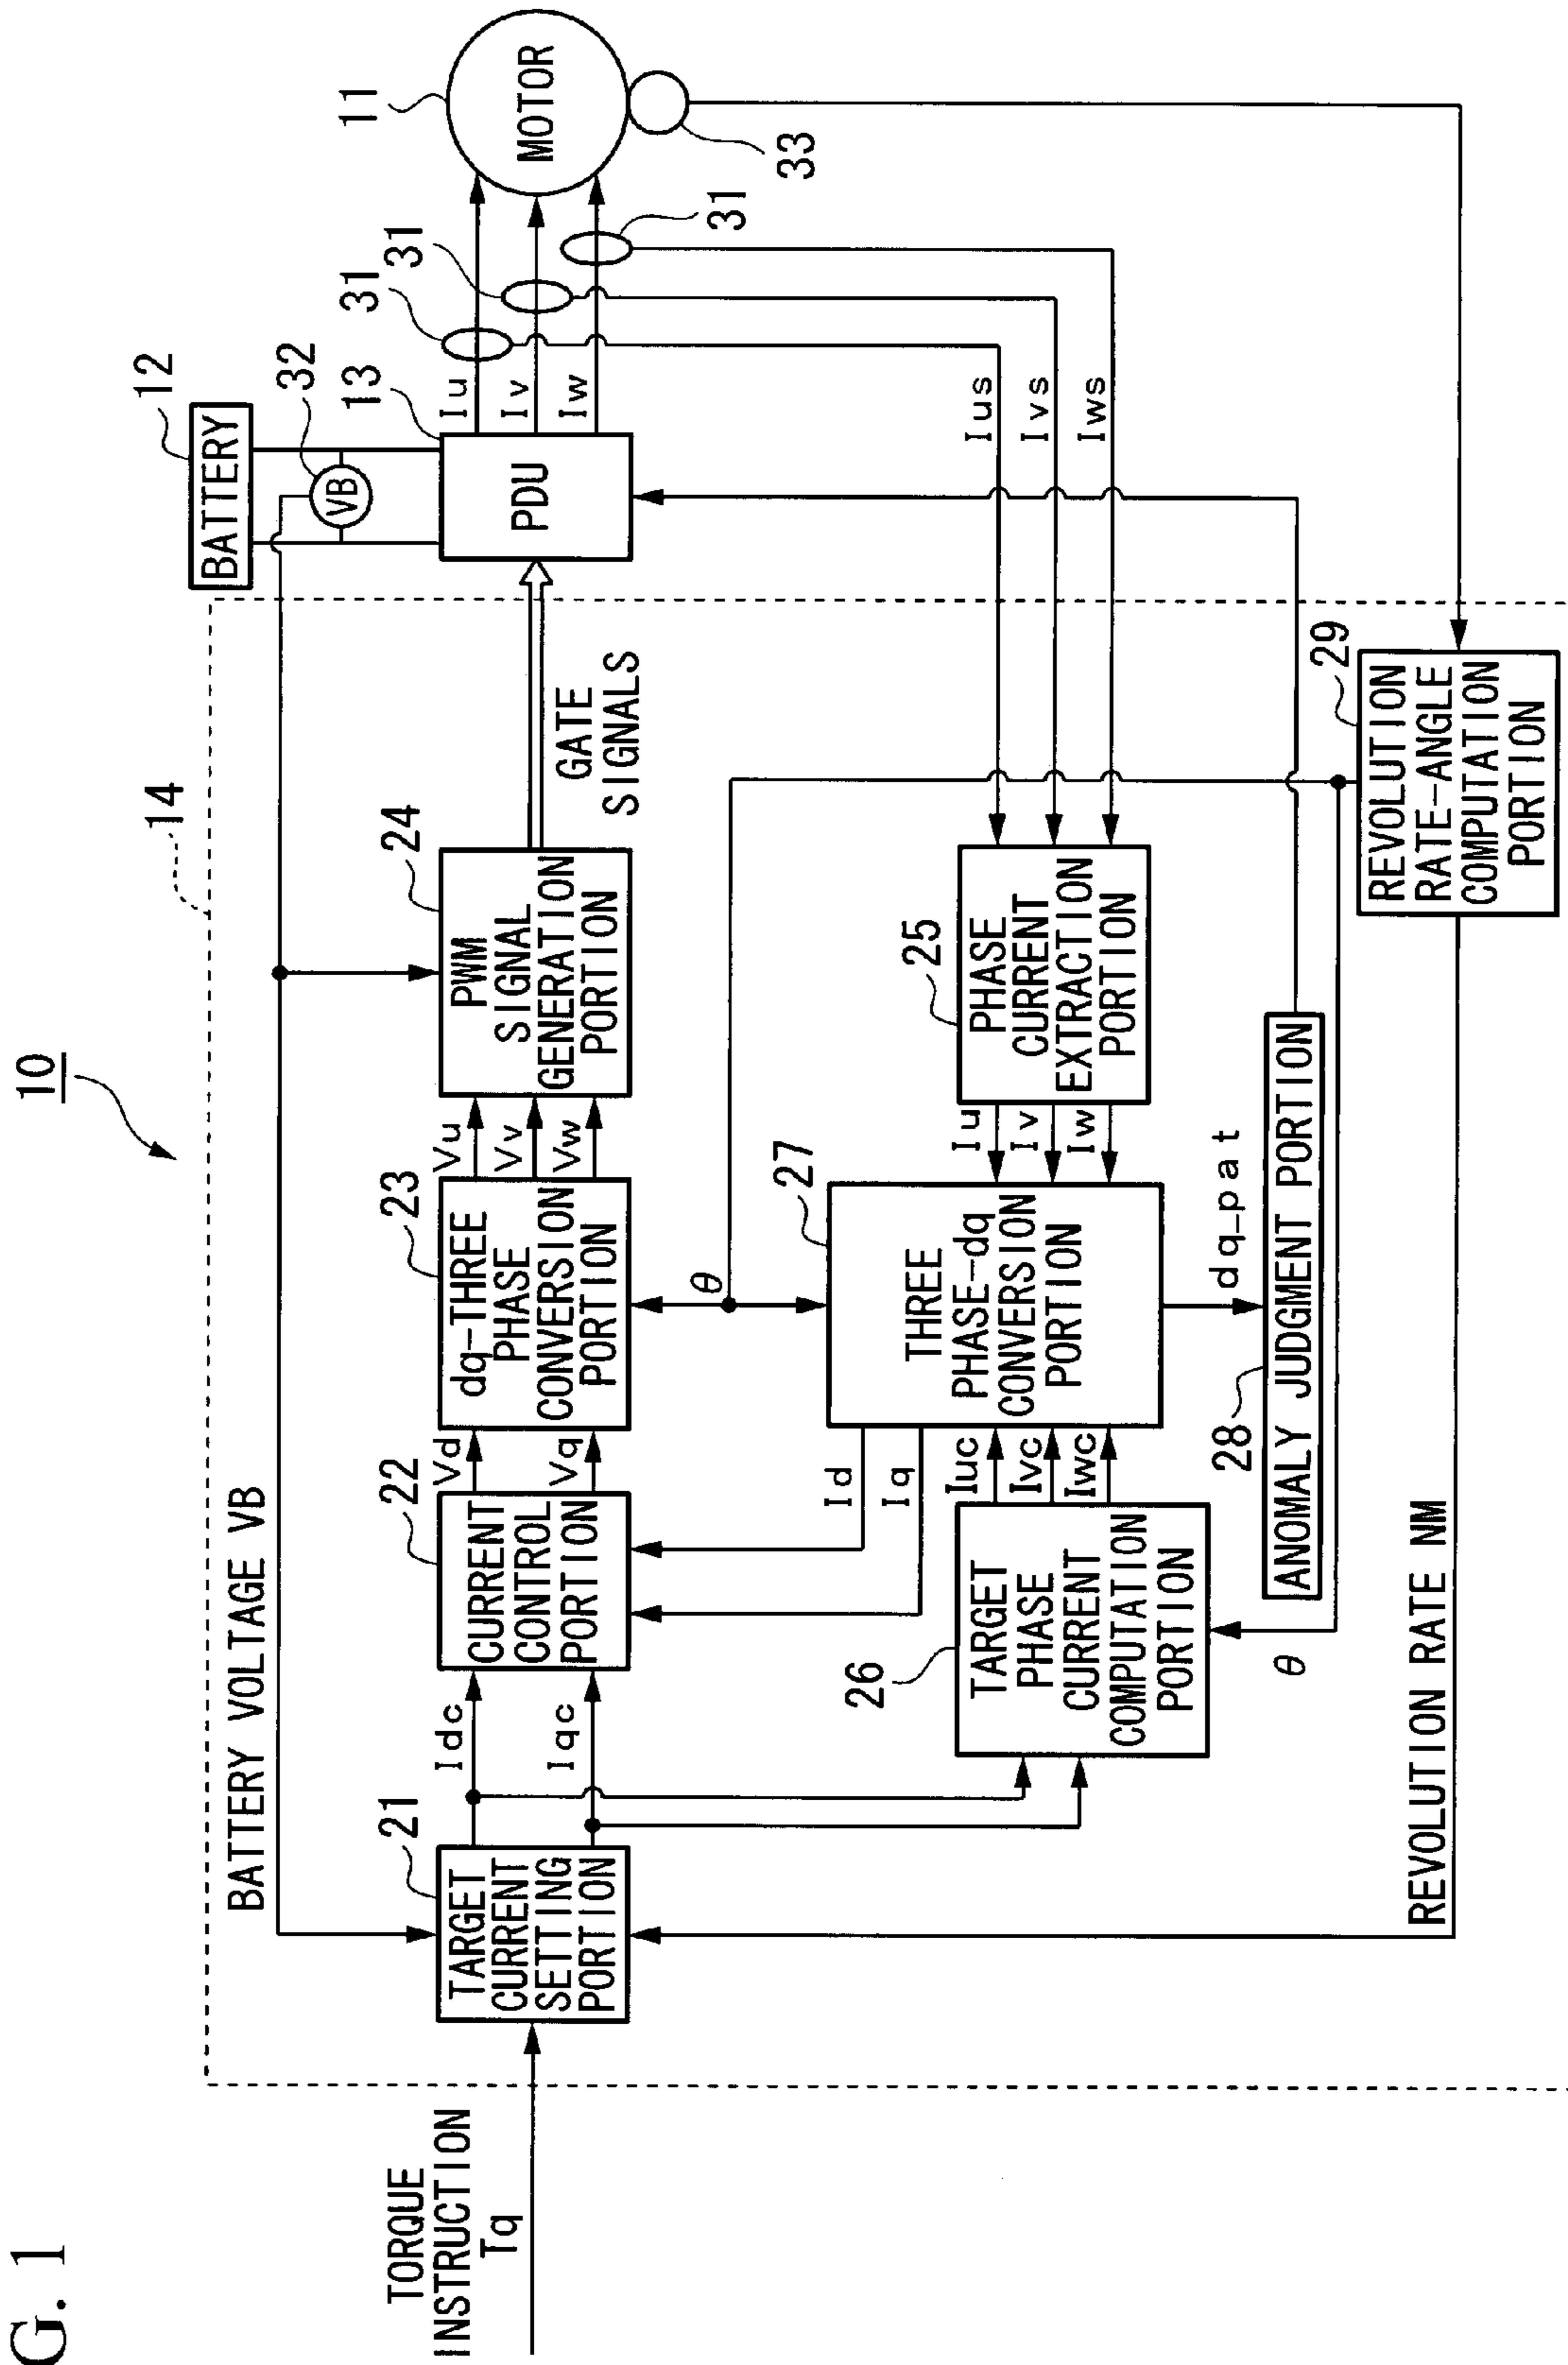 G. 1
10
14
BATTERY
12
VB
32
BATTERY VOLTAGE VB
TORQUE
INSTRUCTION
Tq
TARGET
CURRENT
SETTING
PORTION
21
Idc
Iqc
CURRENT
CONTROL
PORTION
22
Vd
Vq
dq-THREE
PHASE
CONVERSION
PORTION
23
Vu
Vv
Vw
PWM
SIGNAL
GENERATION
PORTION
24
GATE
SIGNALS
PDU
13
Iu
Iv
Iw
31
31
31
MOTOR
11
33
θ
Id
Iq
TARGET
PHASE
CURRENT
COMPUTATION
PORTION
26
Iuc
Ivc
Iwc
THREE
PHASE-dq
CONVERSION
PORTION
27
Iu
Iv
Iw
PHASE
CURRENT
EXTRACTION
PORTION
25
Ius
Ivs
Iws
dq_pat
28
ANOMALY JUDGMENT PORTION
θ
REVOLUTION RATE NM
REVOLUTION
RATE-ANGLE
COMPUTATION
PORTION
29